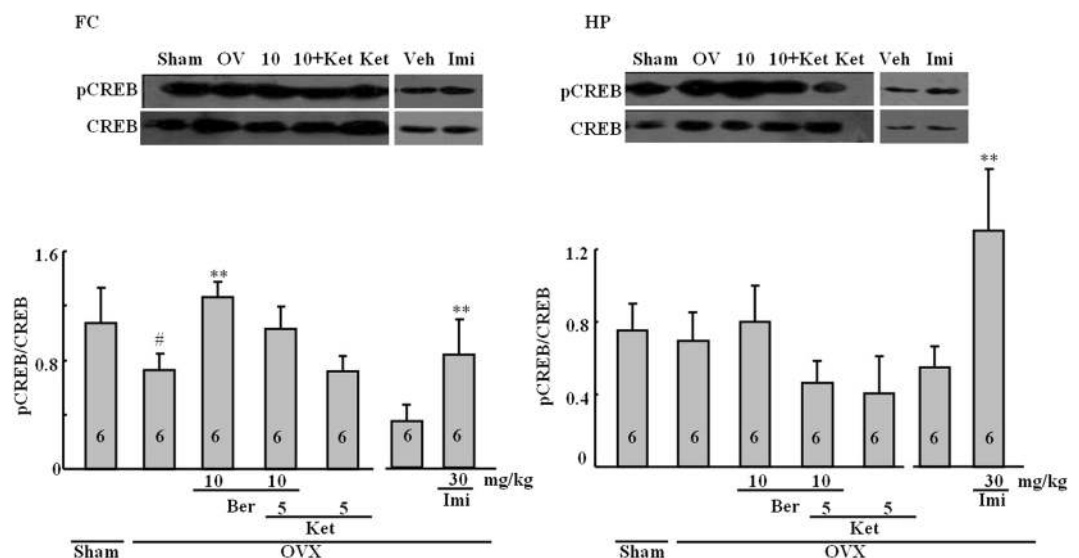 FC
Sham OV 10 10+Ket Ket Veh Imi
pCREB
CREB
pCREB/CREB
1.6
0.8
0
# ** **
6 6 6 6 6 6 6
10 10 30 mg/kg
Ber 5 5 Imi
Ket
Sham OVX
HP
Sham OV 10 10+Ket Ket Veh Imi
pCREB
CREB
**
pCREB/CREB
1.2
0.8
0.4
0
6 6 6 6 6 6 6
10 10 30 mg/kg
Ber 5 5 Imi
Ket
Sham OVX